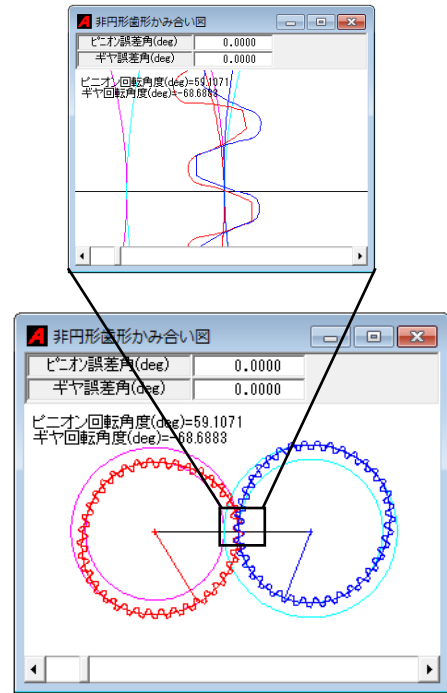 非円形歯形かみ合い図
ピニオン誤差角(deg) 0.0000
ギヤ誤差角(deg) 0.0000
ピニオン回転角度(deg)=59.1071
ギヤ回転角度(deg)=-68.6883
非円形歯形かみ合い図
ピニオン誤差角(deg) 0.0000
ギヤ誤差角(deg) 0.0000
ピニオン回転角度(deg)=59.1071
ギヤ回転角度(deg)=-68.6883